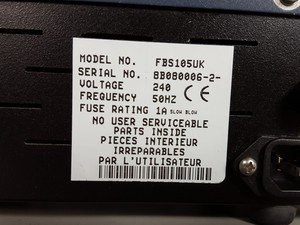 MODEL NO. FBS105UK
SERIAL NO. 8B080006-2-
VOLTAGE 240 CE
FREQUENCY 50HZ
FUSE RATING 1A SLOW BLOW
NO USER SERVICEABLE
PARTS INSIDE
PIECES INTERIEUR
IRREPARABLES
PAR L'UTILISATEUR